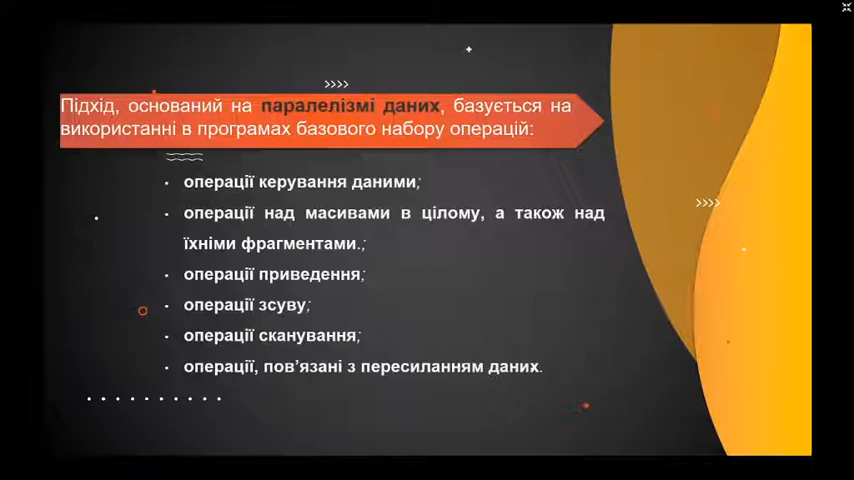 Підхід, оснований на паралелізмі даних, базується на
використанні в програмах базового набору операцій:
• операції керування даними;
• операції над масивами в цілому, а також над
їхніми фрагментами.;
• операції приведення;
• операції зсуву;
• операції сканування;
• операції, пов’язані з пересиланням даних.